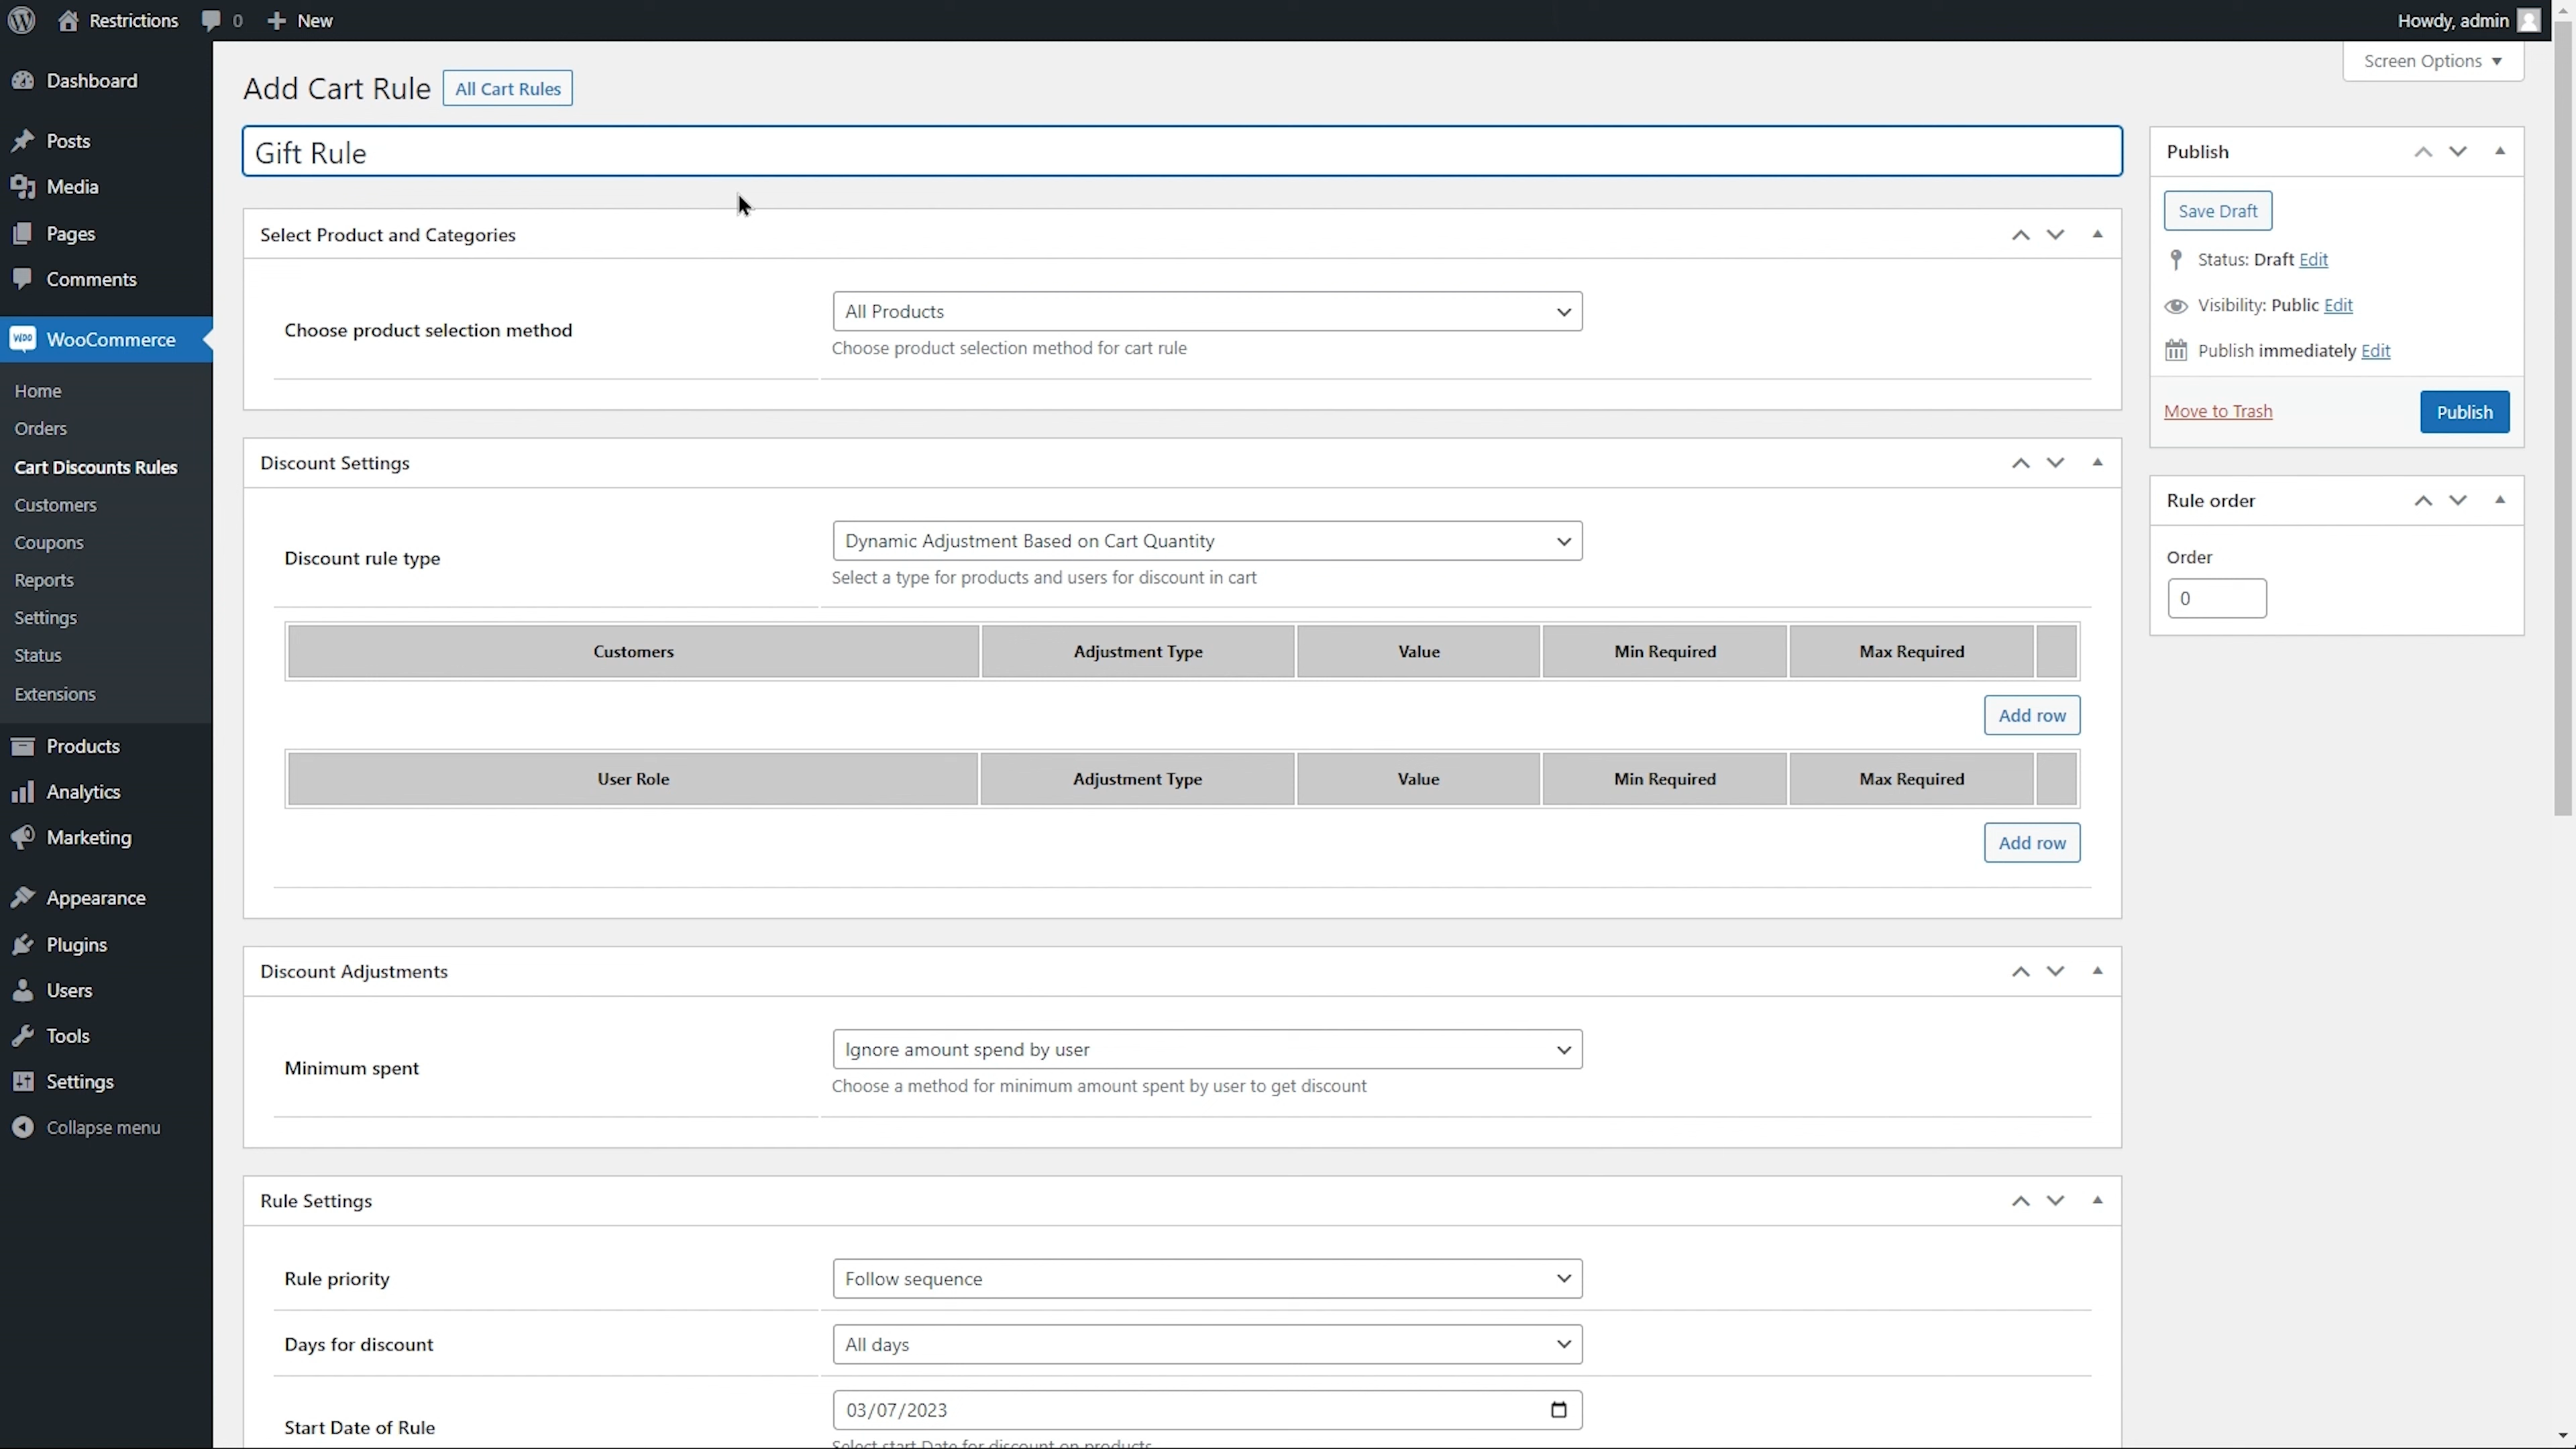 Restrictions
0
New
Howdy, admin
Screen Options
Dashboard
Posts
Media
Pages
Comments
WooCommerce
Home
Orders
Cart Discounts Rules
Customers
Coupons
Reports
Settings
Status
Extensions
Products
Analytics
Marketing
Appearance
Plugins
Users
Tools
Settings
Collapse menu
Add Cart Rule
All Cart Rules
Gift Rule
Select Product and Categories
Choose product selection method
All Products
Choose product selection method for cart rule
Discount Settings
Discount rule type
Dynamic Adjustment Based on Cart Quantity
Select a type for products and users for discount in cart
Customers Adjustment Type Value Min Required Max Required
Add row
User Role Adjustment Type Value Min Required Max Required
Add row
Discount Adjustments
Minimum spent
Ignore amount spend by user
Choose a method for minimum amount spent by user to get discount
Rule Settings
Rule priority
Follow sequence
Days for discount
All days
Start Date of Rule
03/07/2023
Select start Date for discount on products
Publish
Save Draft
Status: Draft Edit
Visibility: Public Edit
Publish immediately Edit
Move to Trash
Publish
Rule order
Order
0